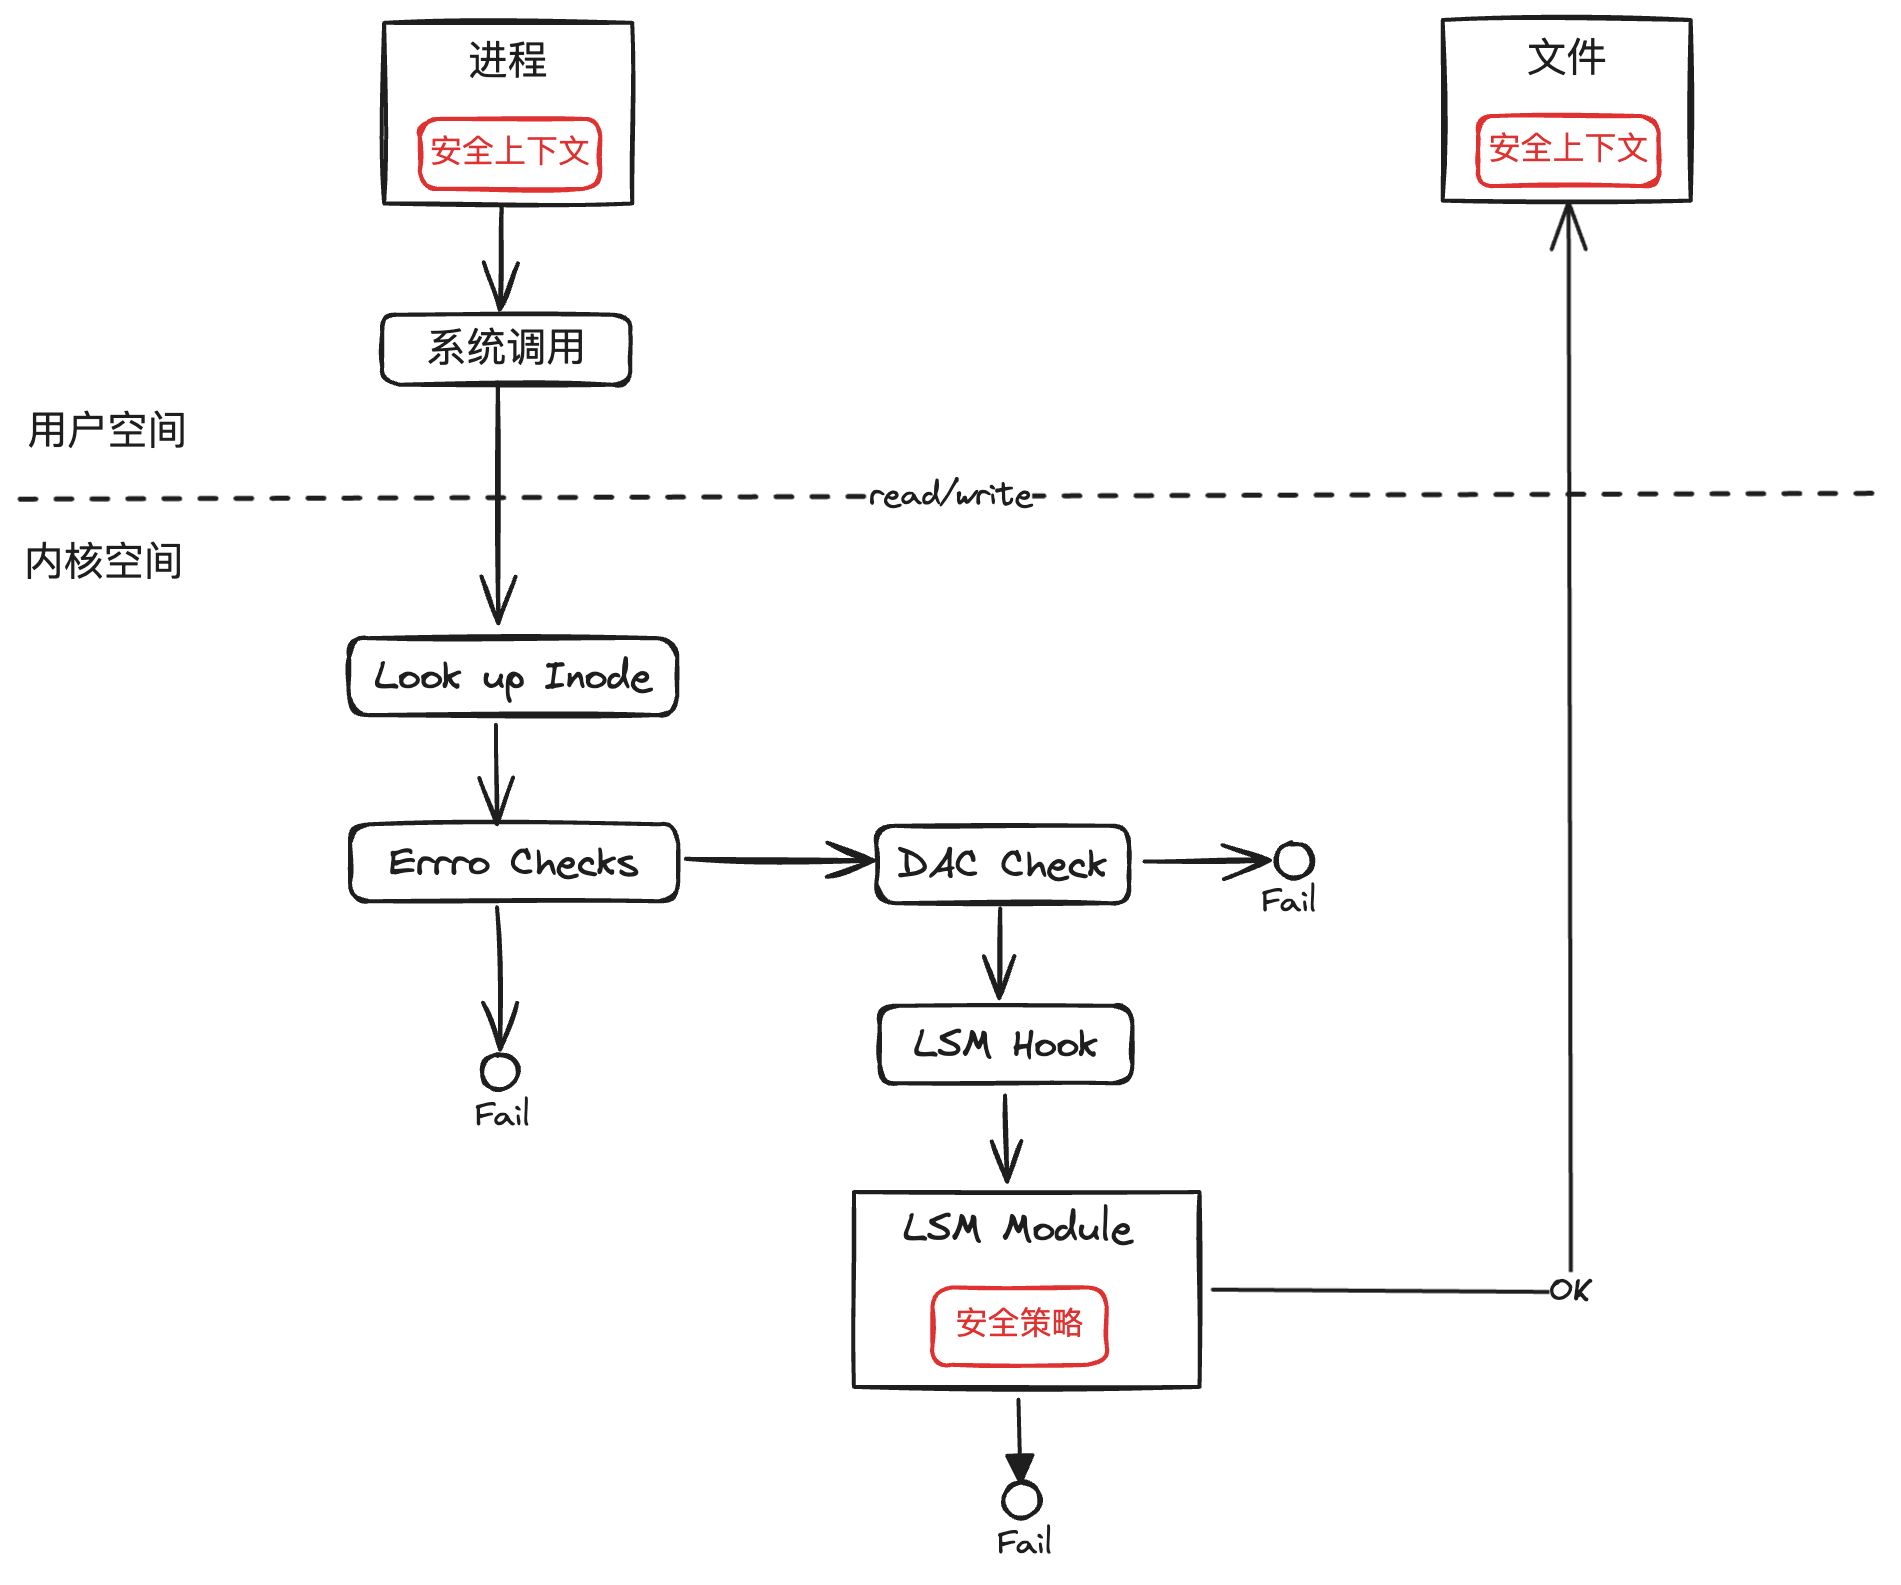 进程
安全上下文
文件
安全上下文
系统调用
用户空间
read/write
内核空间
Look up Inode
Errro Checks
DAC Check
Fail
LSM Hook
Fail
LSM Module
安全策略
OK
Fail